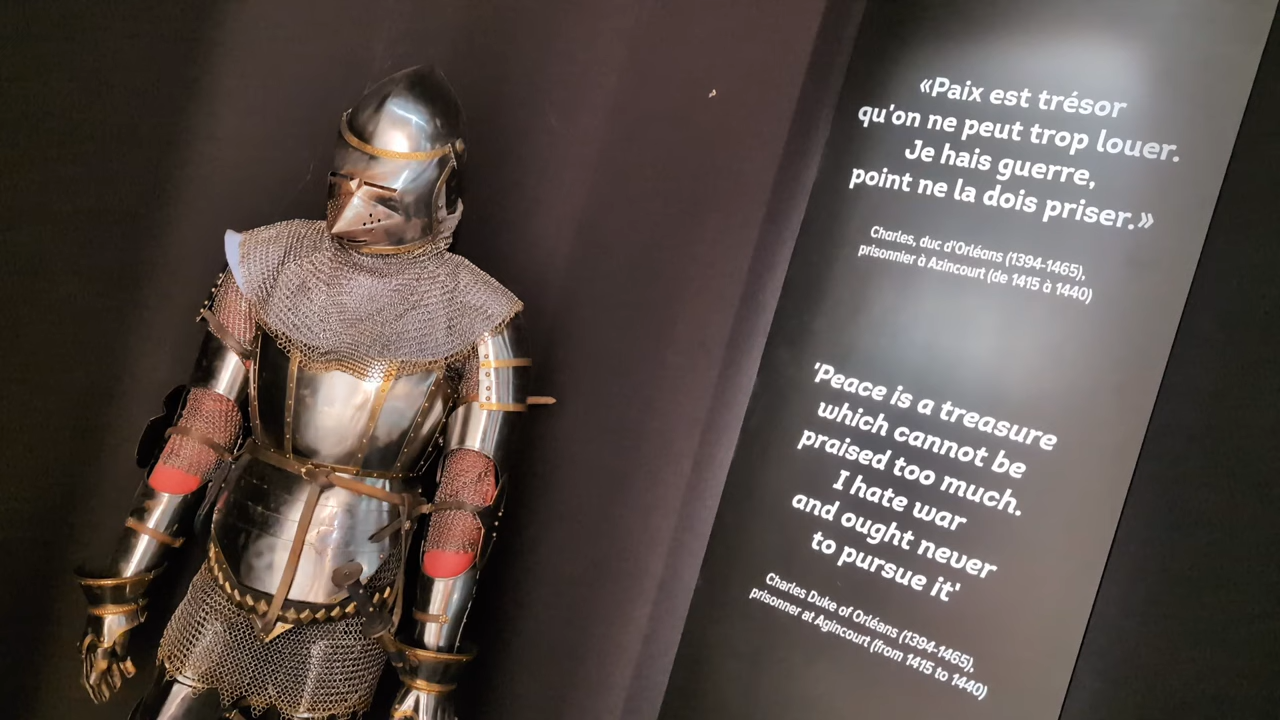 «Paix est trésor
qu'on ne peut trop louer.
Je hais guerre,
point ne la dois priser.»
Charles, duc d'Orléans (1394-1465),
prisonnier à Azincourt (de 1415 à 1440)
'Peace is a treasure
which cannot be
praised too much.
I hate war
and ought never
to pursue it'
Charles Duke of Orléans (1394-1465),
prisonner at Agincourt (from 1415 to 1440)